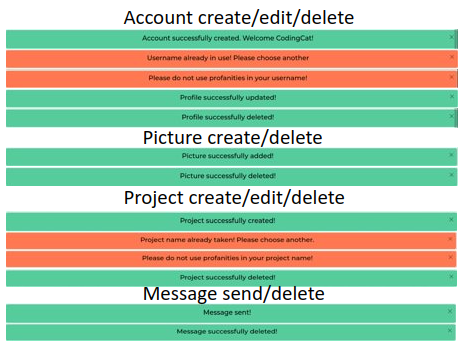 Account create/edit/delete
Account successfully created. Welcome CodingCat!
Username already in use! Please choose another
Please do not use profanities in your username!
Profile successfully updated!
Profile successfully deleted!
Picture create/delete
Picture successfully added!
Picture successfully deleted!
Project create/edit/delete
Project successfully created!
Project name already taken! Please choose another.
Please do not use profanities in your project name!
Project successfully deleted!
Message send/delete
Message sent!
Message successfully deleted!